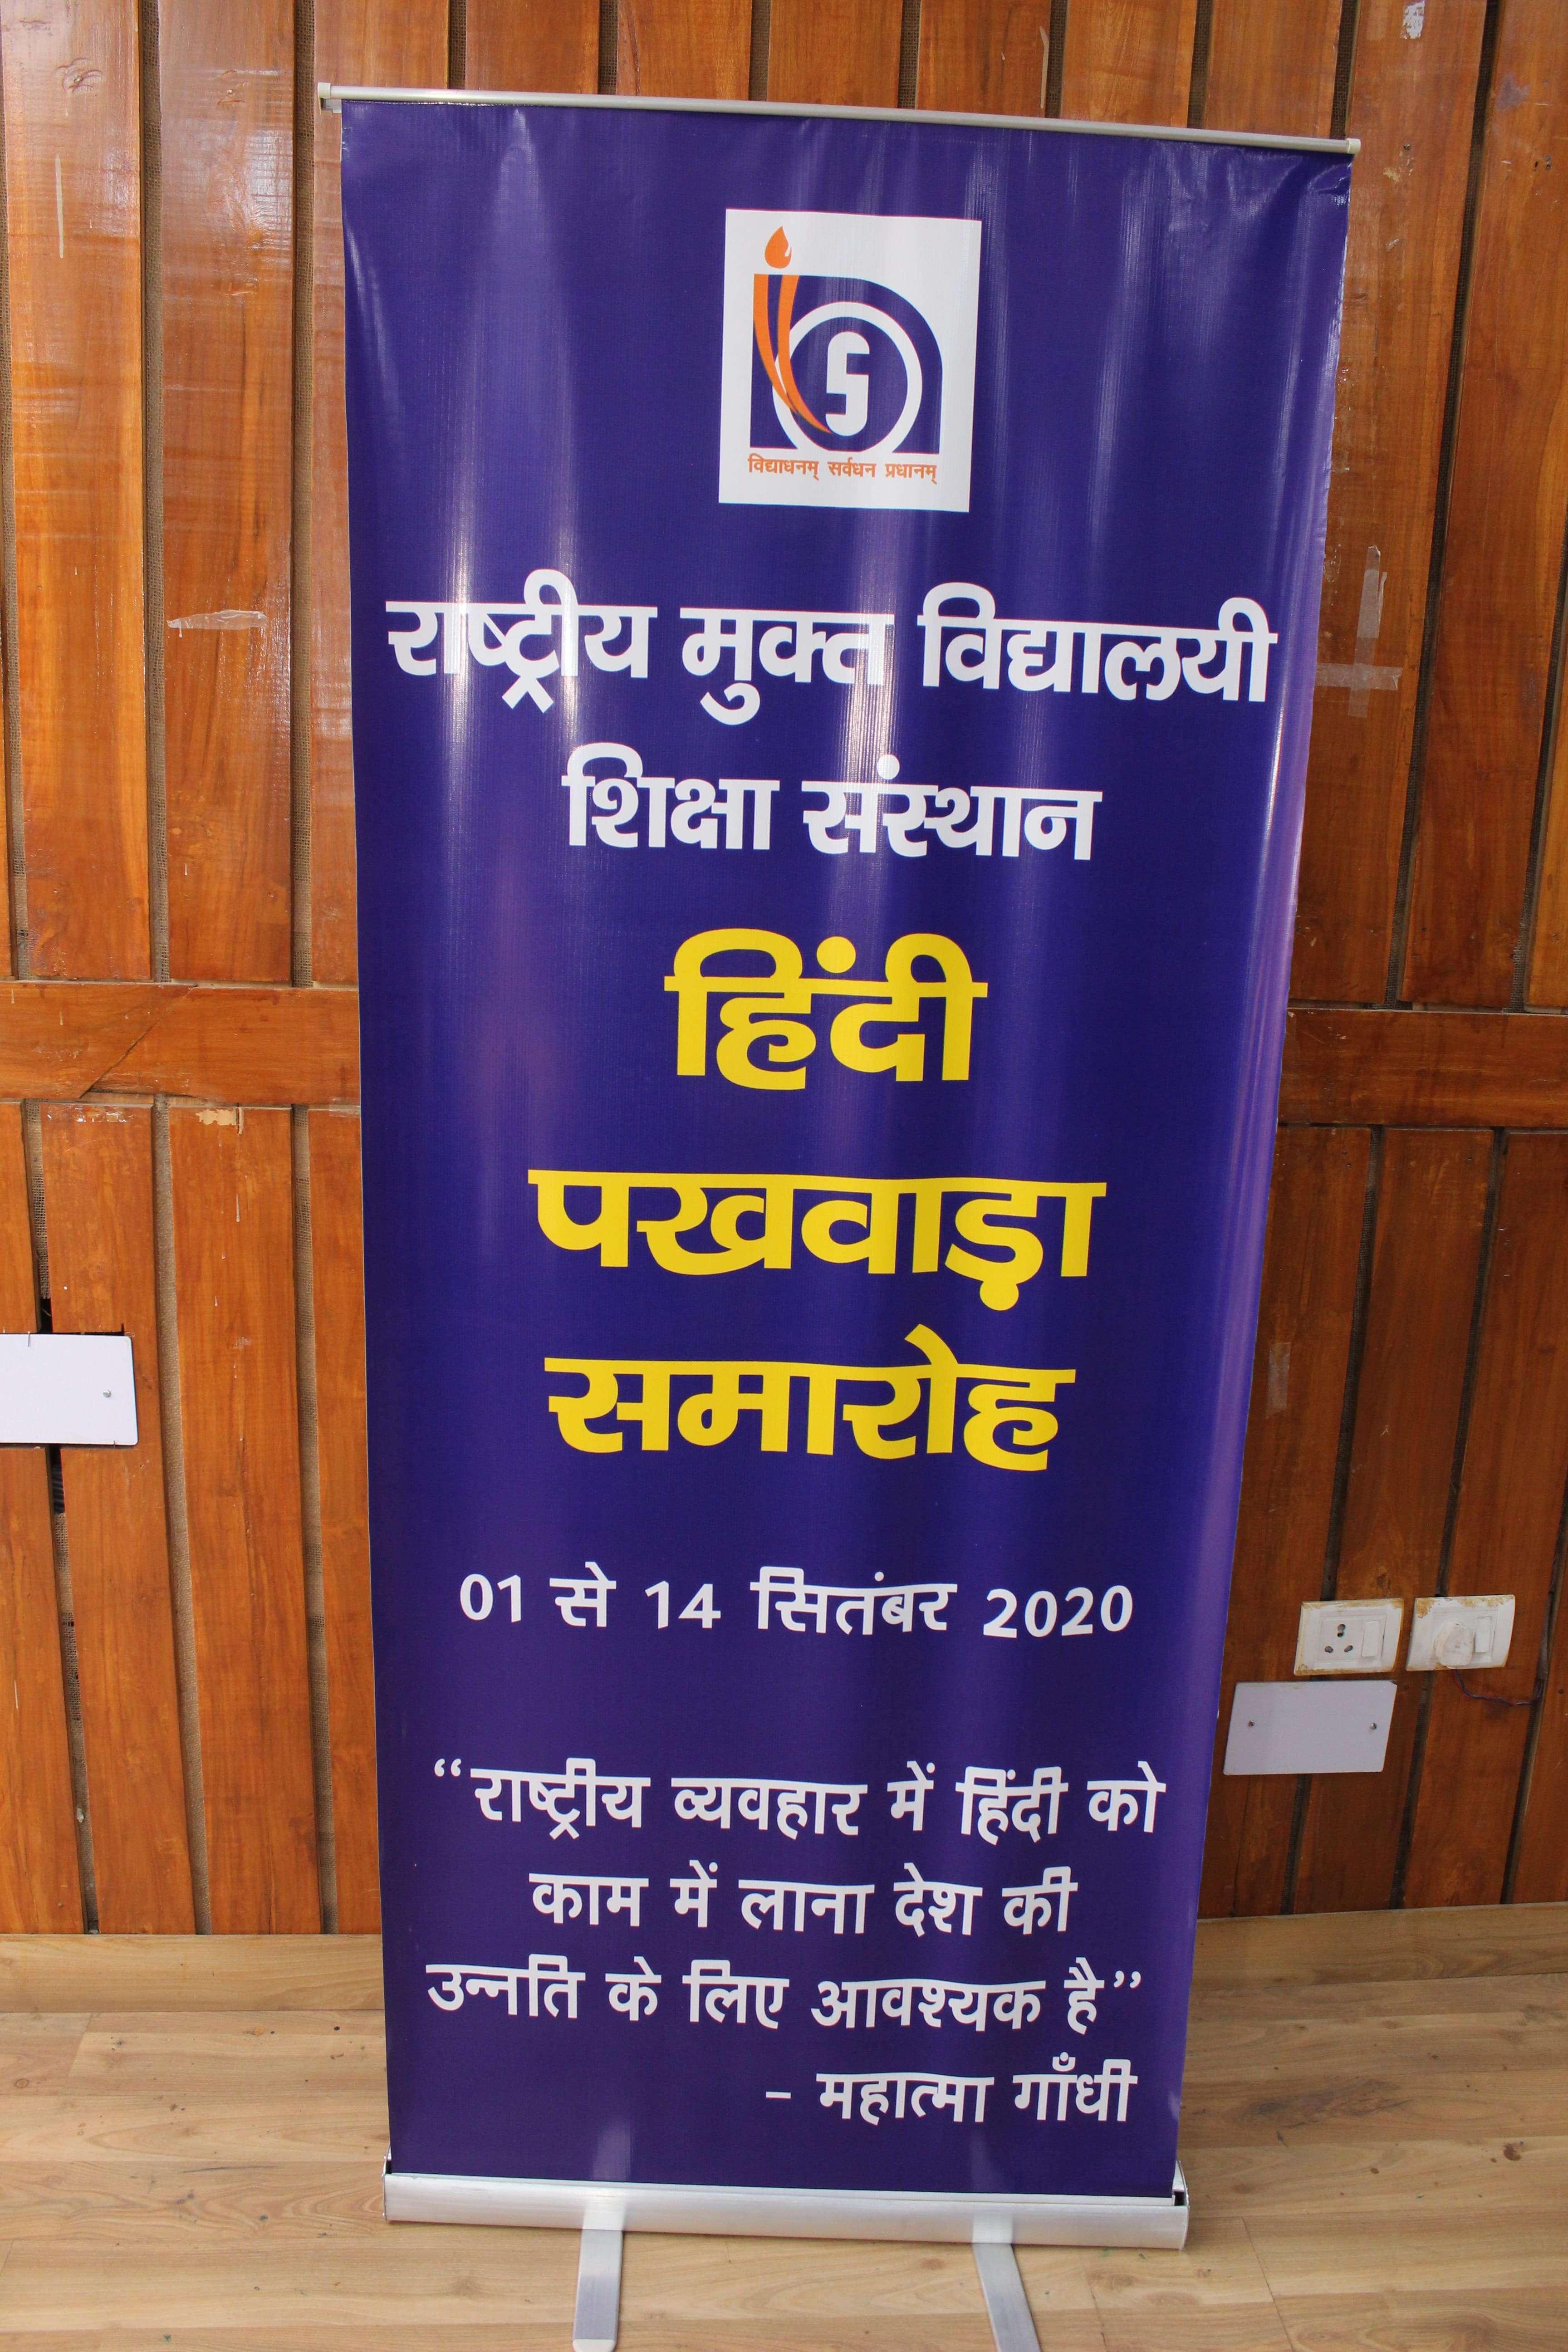 विद्याधनम् सर्वधन प्रधानम्
राष्ट्रीय मुक्त विद्यालयी
शिक्षा संस्थान
हिंदी
पखवाड़ा
समारोह
01 से 14 सितंबर 2020
“राष्ट्रीय व्यवहार में हिंदी को
काम में लाना देश की
उन्नति के लिए आवश्यक है”
- महात्मा गाँधी